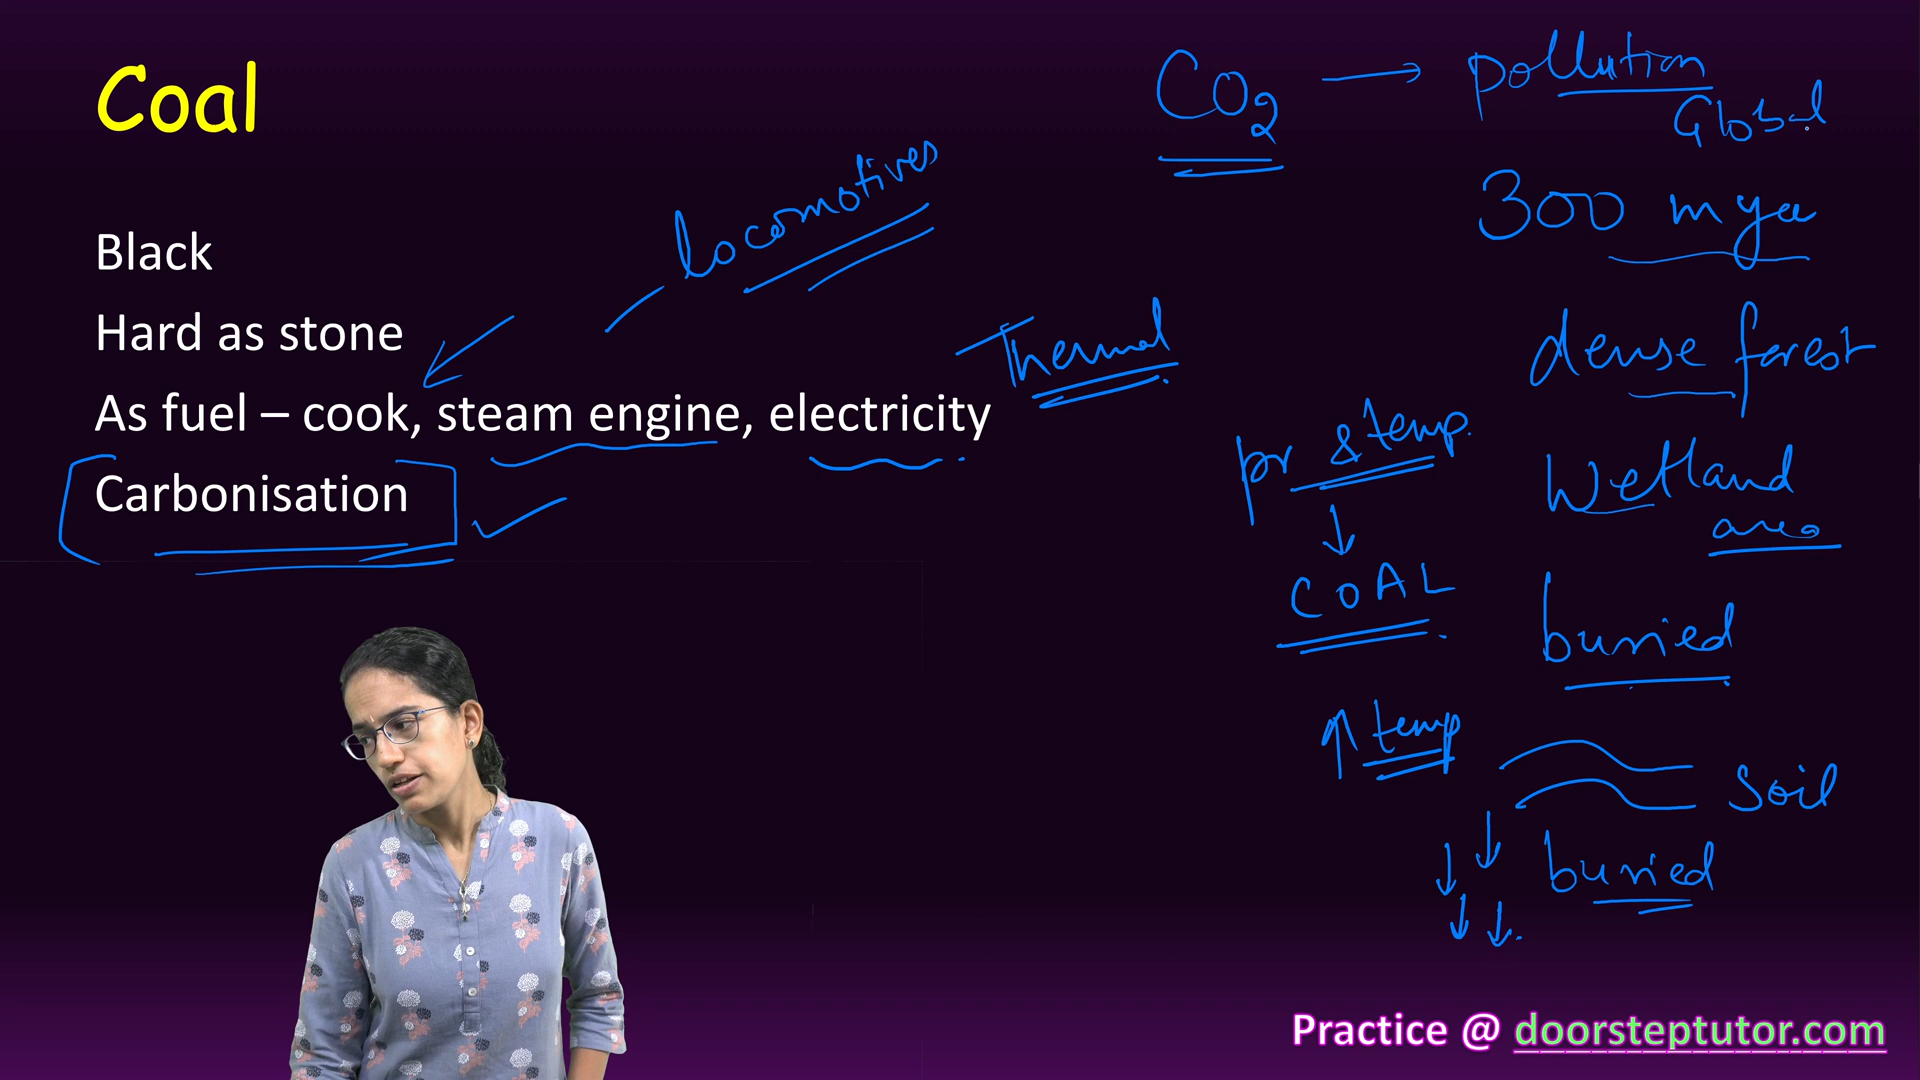 Coal
Black
Hard as stone
As fuel – cook, steam engine, electricity
Carbonisation
locomotives
Thermal
CO2 → pollution
Global
300 mya
dense forest
Wetland
area
buried
pr & temp.
↓
COAL
↑ temp
Soil
buried
Practice @ doorsteptutor.com